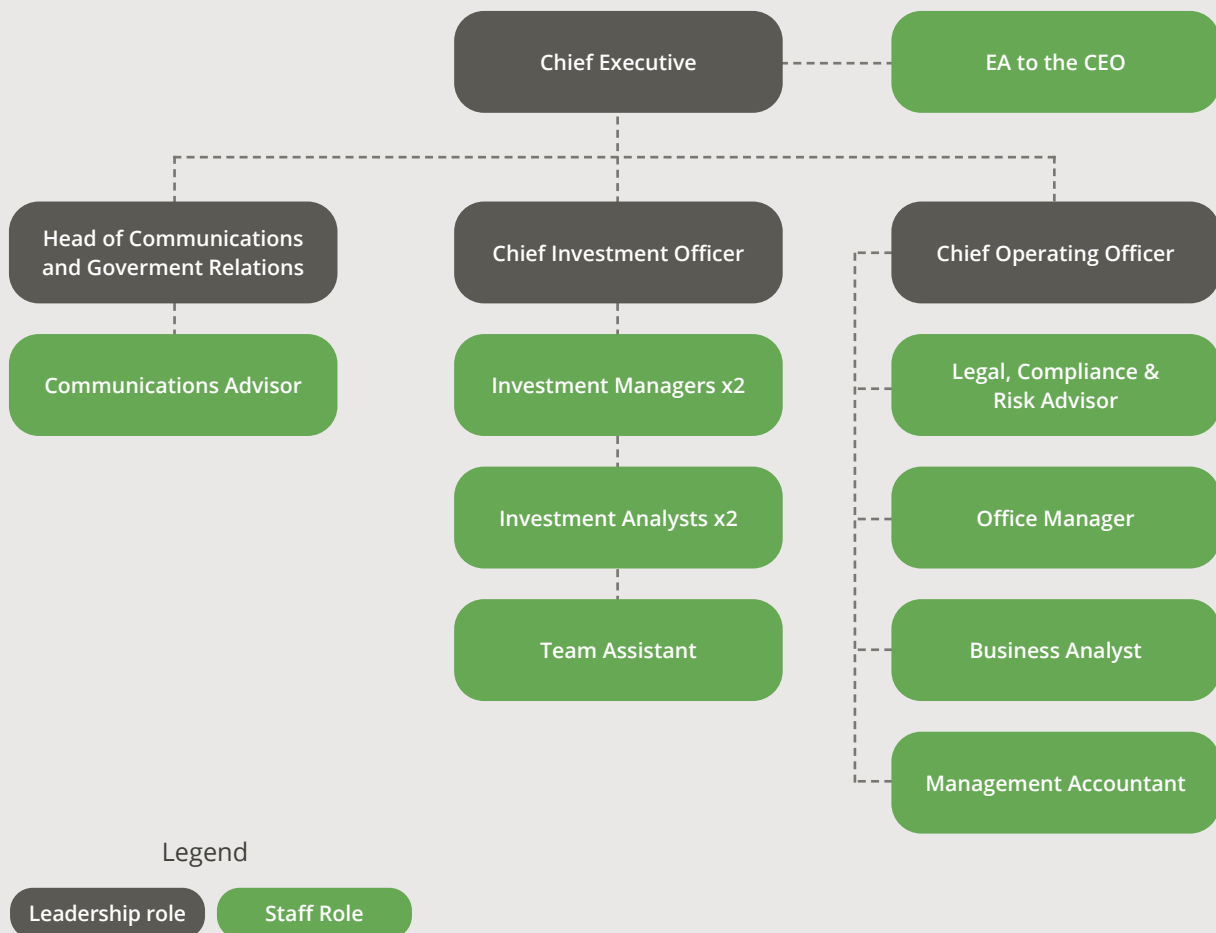 Chief Executive
EA to the CEO
Head of Communications
and Goverment Relations
Chief Investment Officer
Chief Operating Officer
Communications Advisor
Investment Managers x2
Legal, Compliance &
Risk Advisor
Investment Analysts x2
Office Manager
Team Assistant
Business Analyst
Management Accountant
Legend
Leadership role
Staff Role